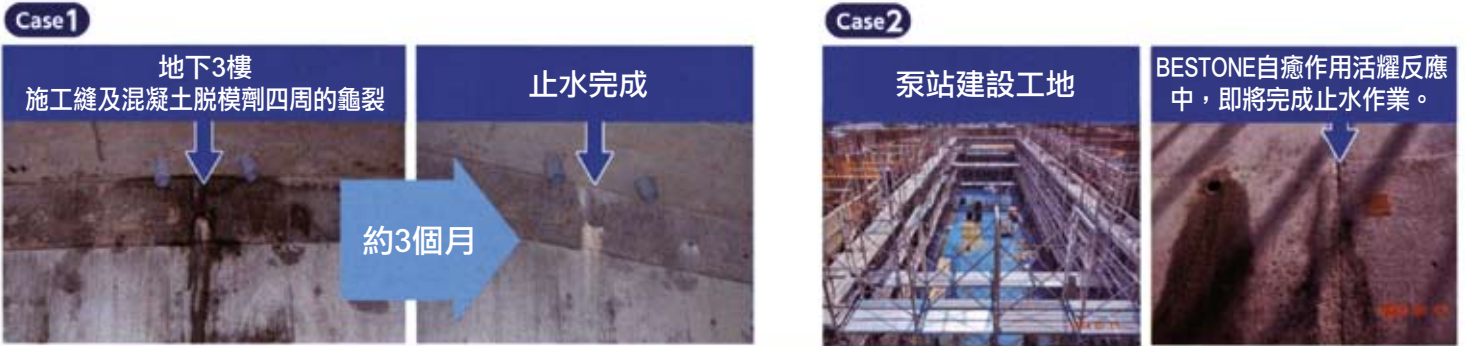 Case1
地下3樓
施工縫及混凝土脱模劑四周的龜裂
止水完成
約3個月
Case2
泵站建設工地
BESTONE自癒作用活耀反應
中，即將完成止水作業。